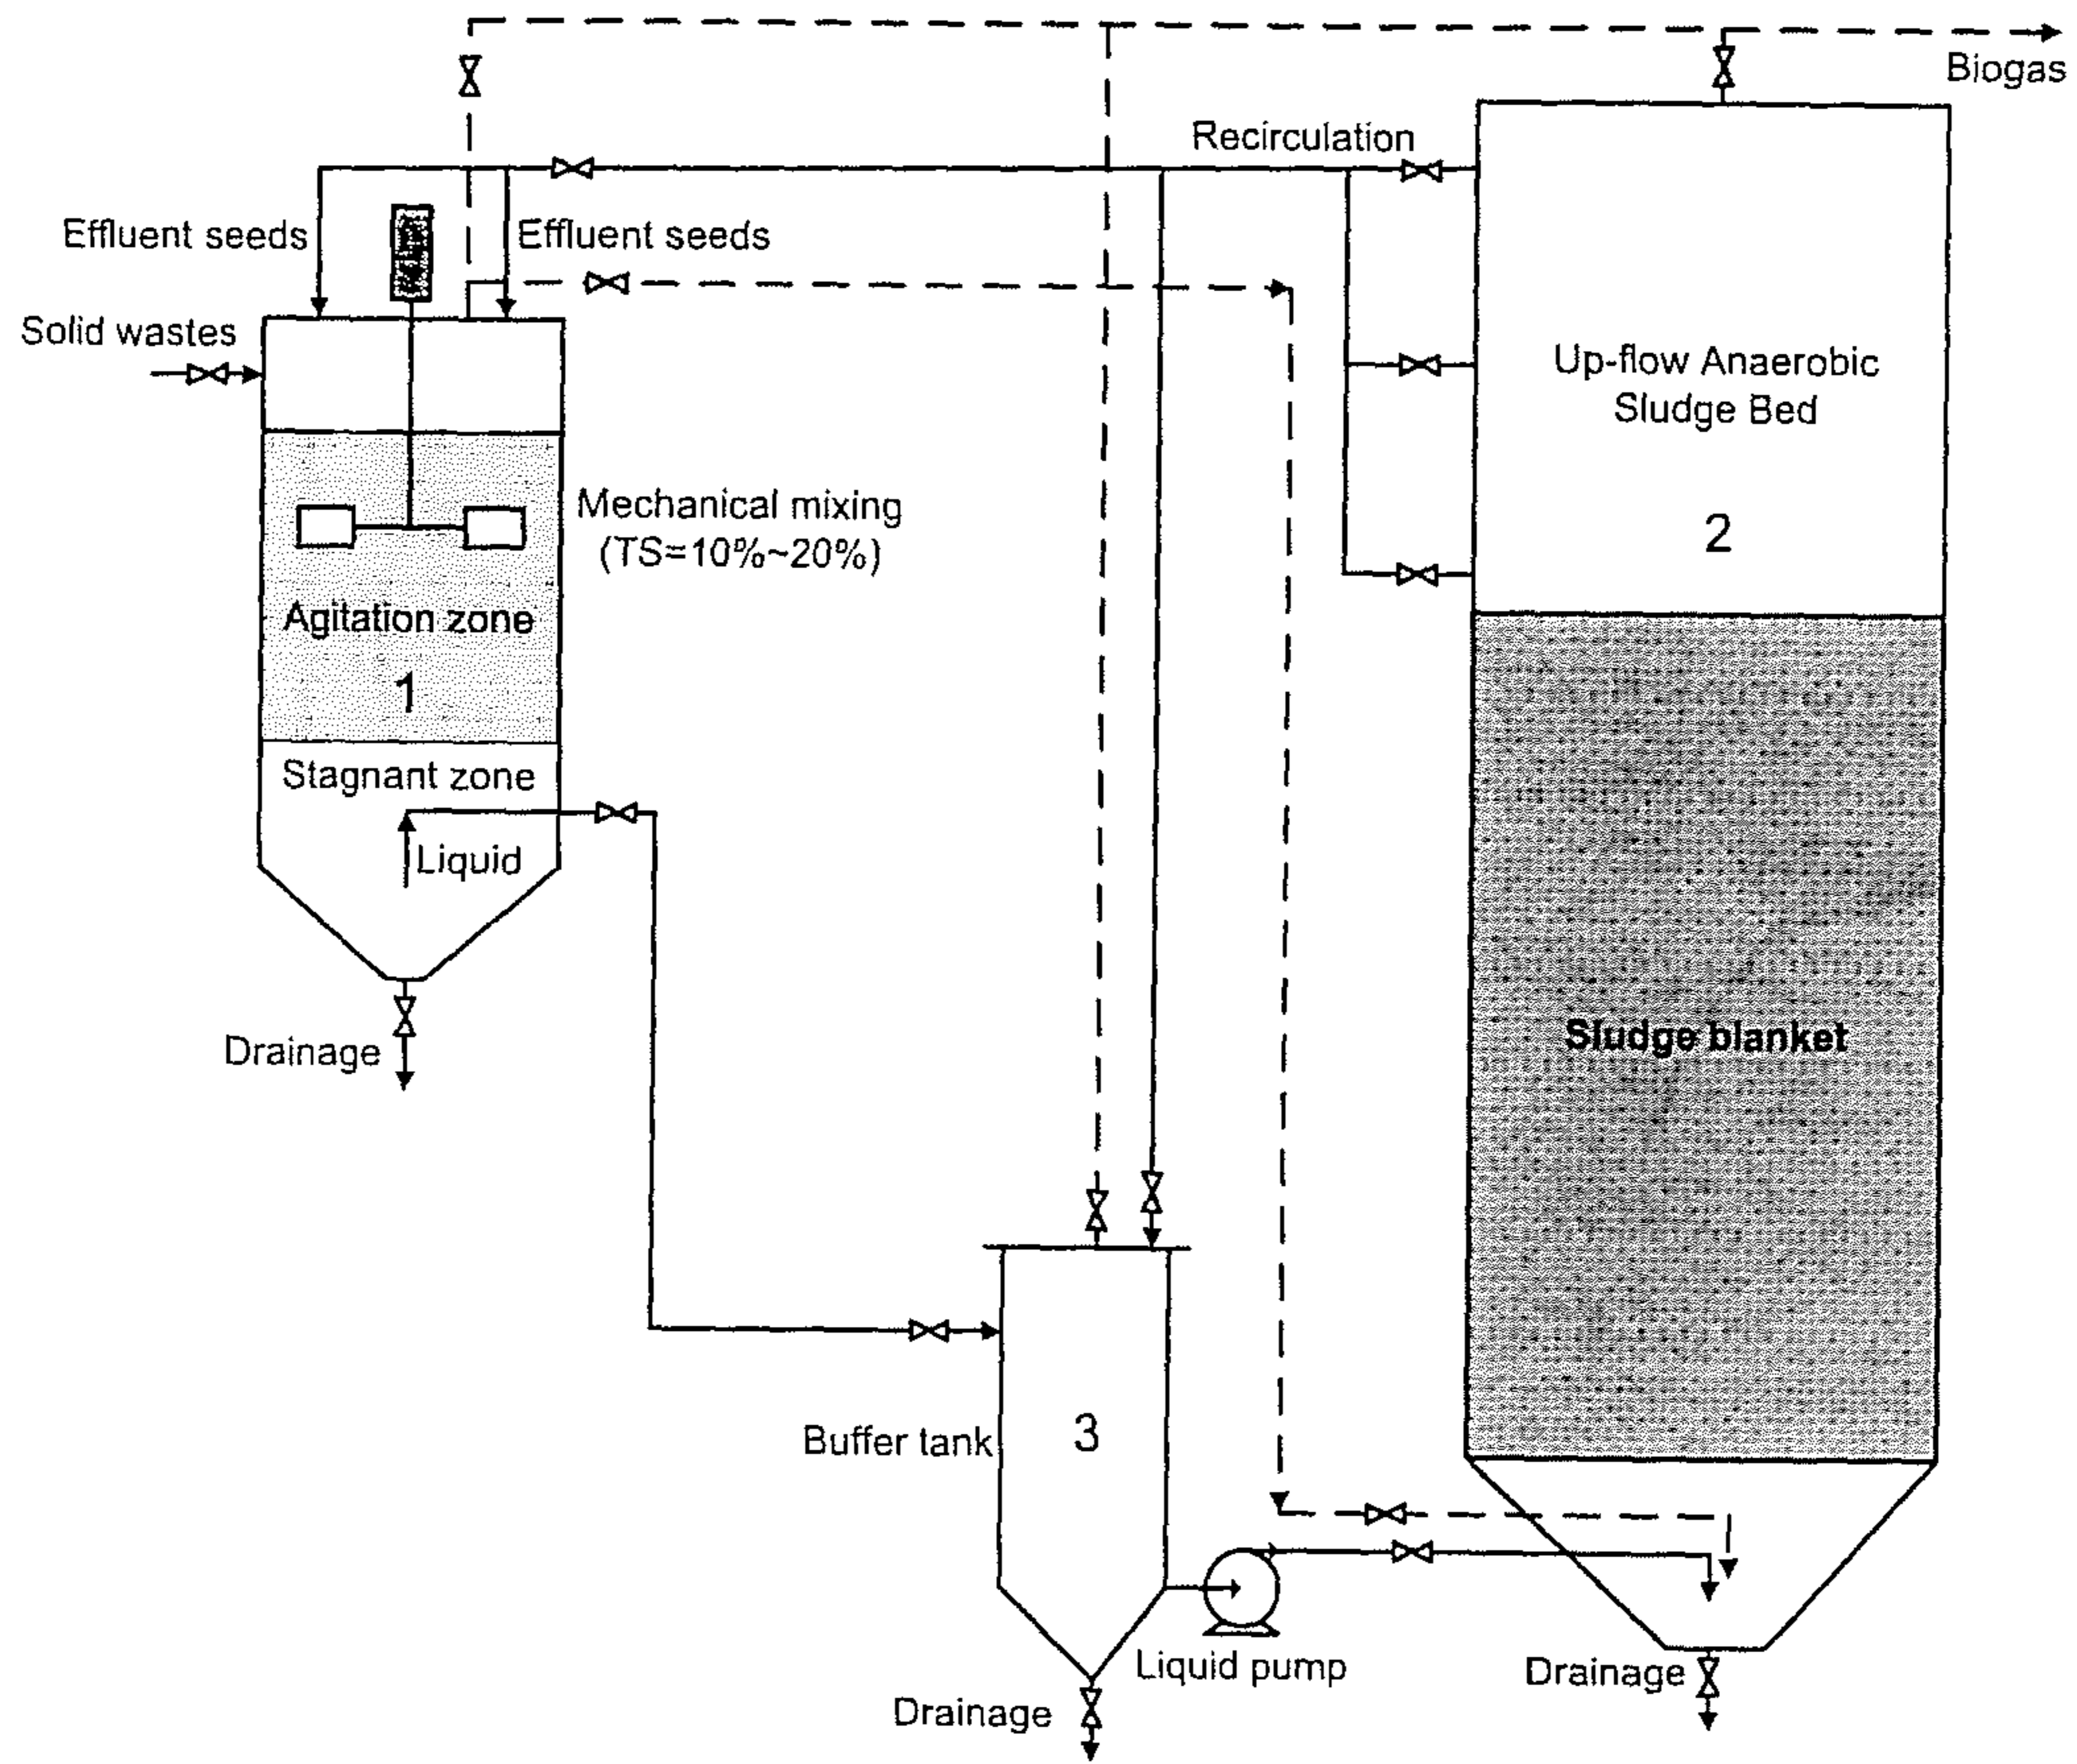 Biogas
Recirculation
Effluent seeds
Effluent seeds
Solid wastes
Up-flow Anaerobic
Sludge Bed
2
Mechanical mixing
(TS=10%~20%)
Agitation zone
1
Stagnant zone
Liquid
Drainage
Sludge blanket
Buffer tank
3
Liquid pump
Drainage
Drainage